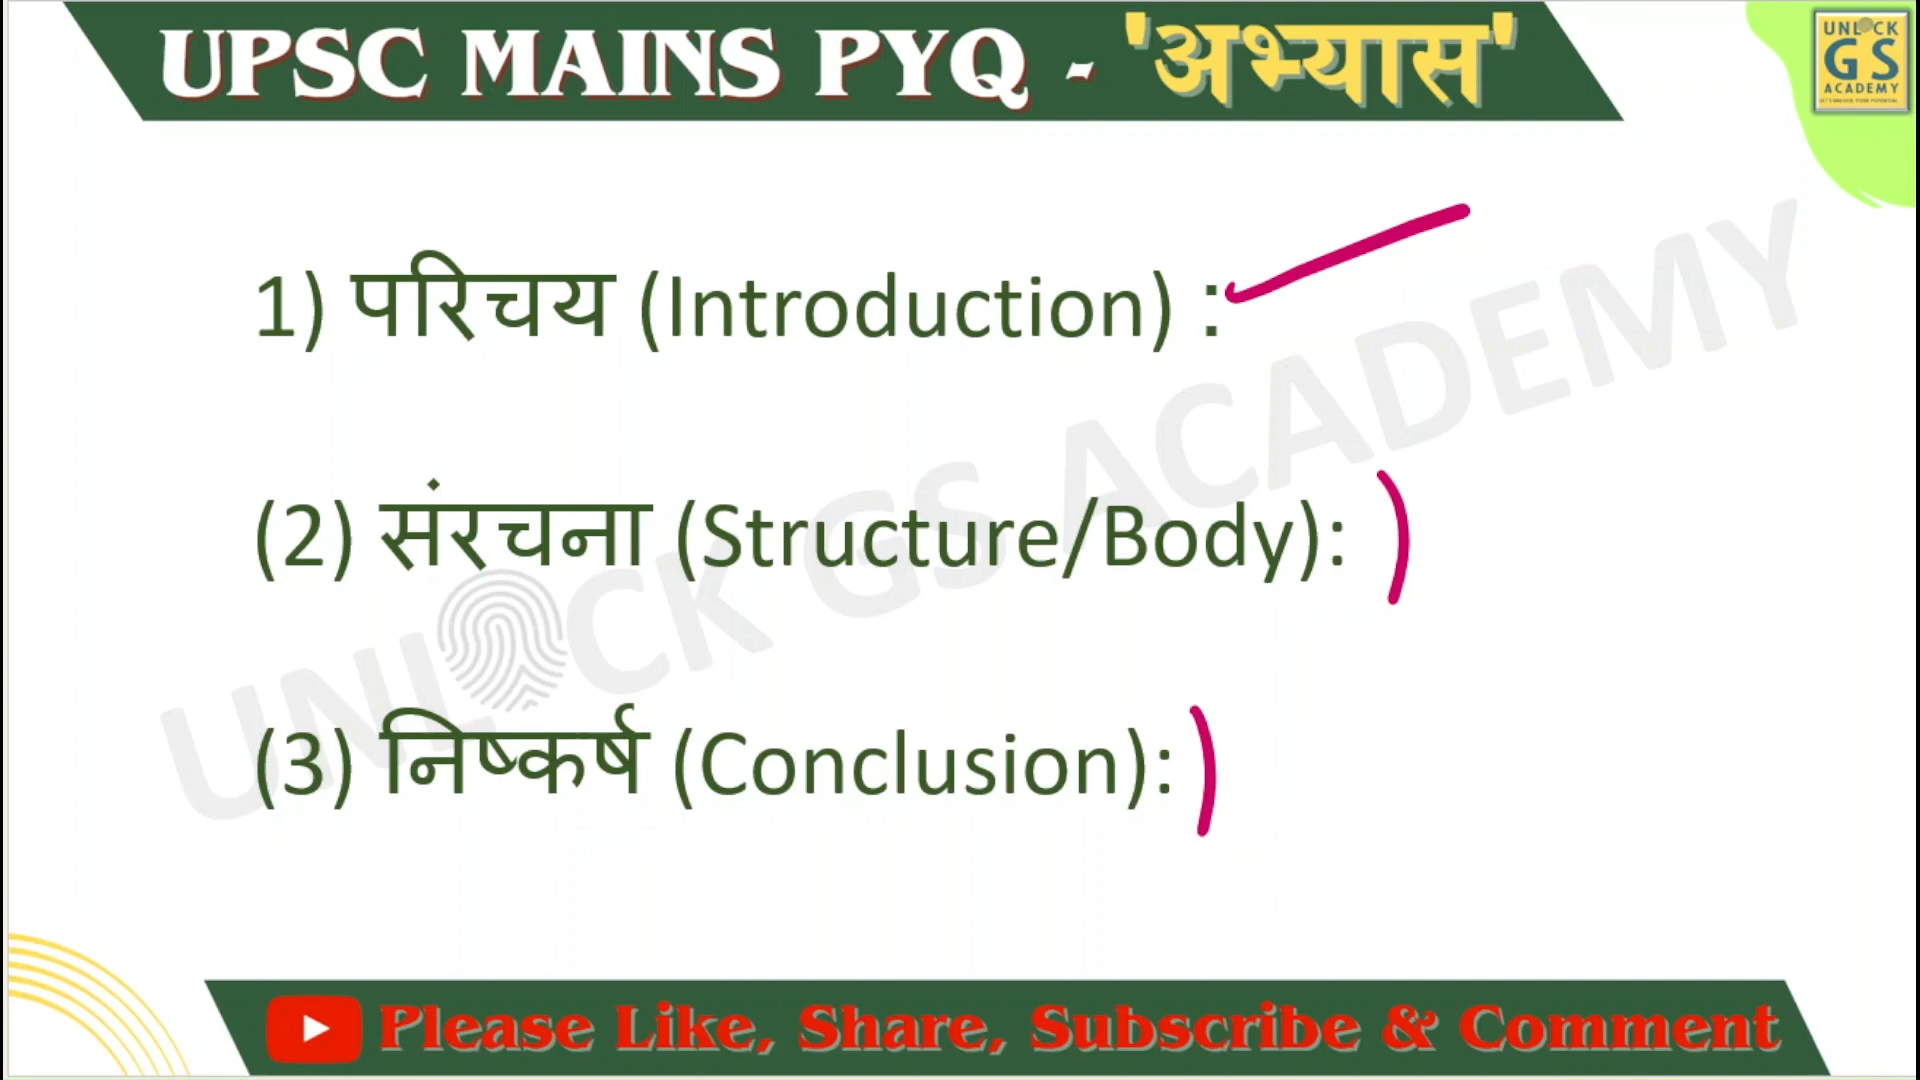 UPSC MAINS PYQ - 'अभ्यास'
UNLOCK
GS
ACADEMY
1) परिचय (Introduction) :
(2) संरचना (Structure/Body):
(3) निष्कर्ष (Conclusion):
UNLOCK GS ACADEMY
Please Like, Share, Subscribe & Comment